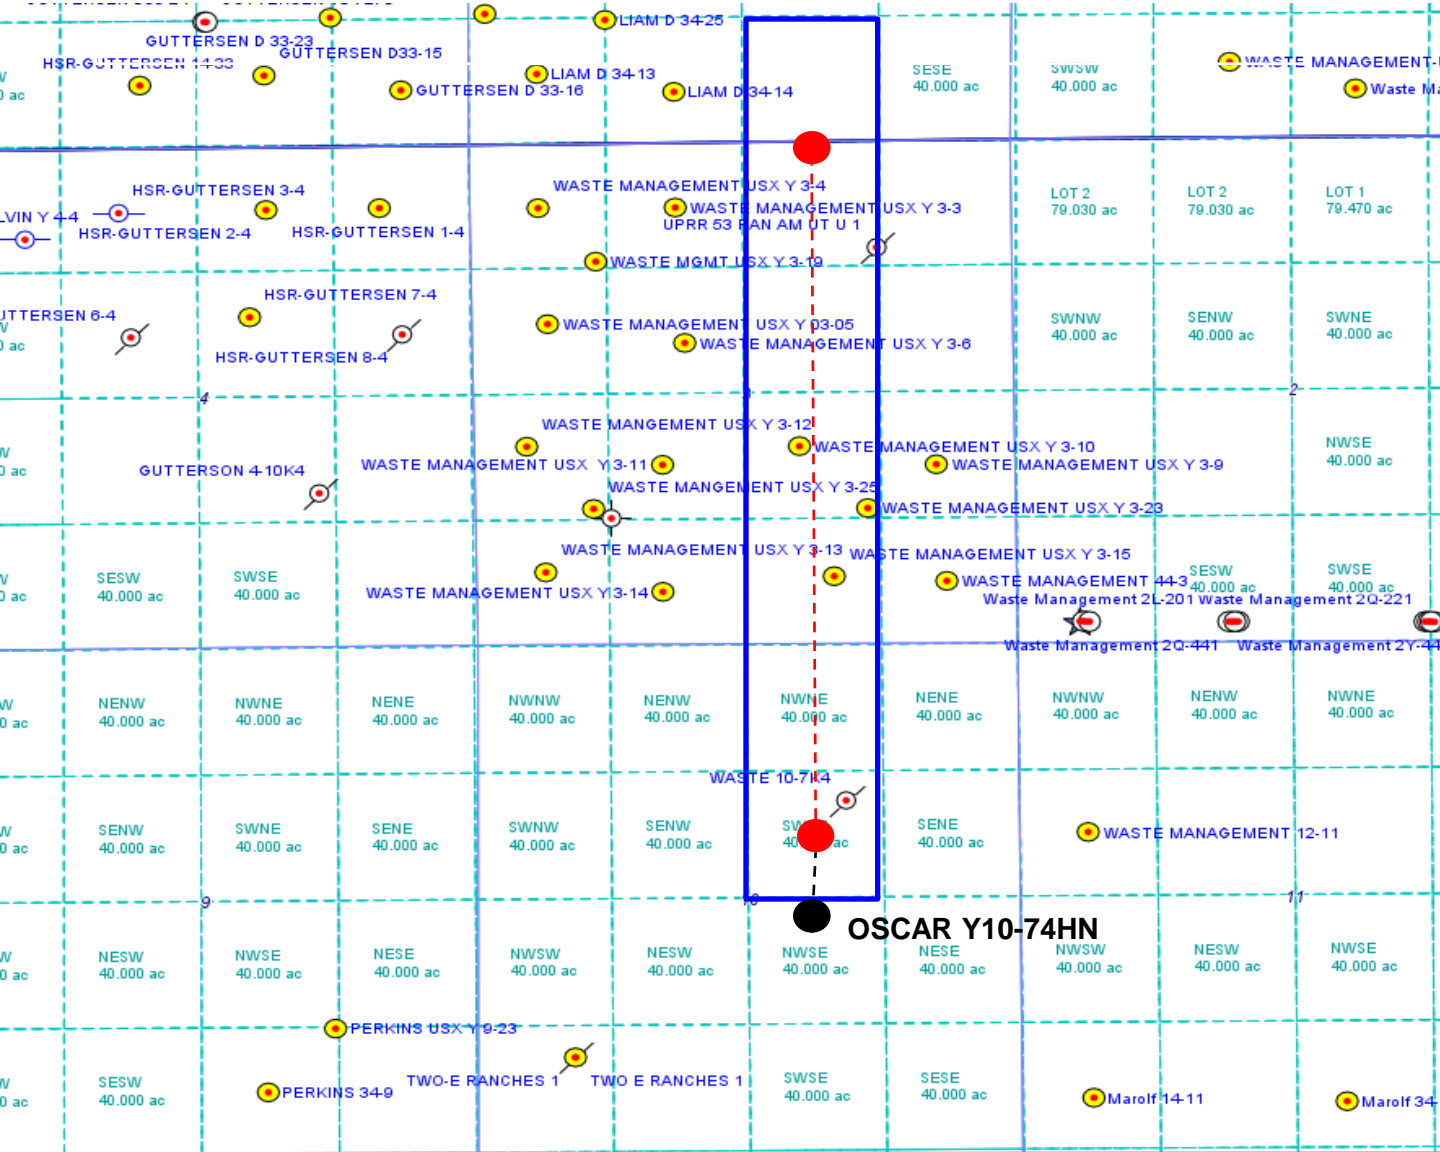 LIAM D 34-25
GUTTERSEN D 33-23
GUTTERSEN D33-15
HSR-GUTTERSEN 14-33
WASTE MANAGEMENT-
LIAM D 34-13
SESE
40.000 ac
SWSW
40.000 ac
GUTTERSEN D 33-16
LIAM D 34-14
Waste Ma
0 ac
WASTE MANAGEMENT USX Y 3-4
HSR-GUTTERSEN 3-4
LOT 2
79.030 ac
LOT 2
79.030 ac
LOT 1
79.470 ac
LVIN Y 4-4
WASTE MANAGEMENT USX Y 3-3
UPRR 53 PAN AM UT U 1
HSR-GUTTERSEN 2-4
HSR-GUTTERSEN 1-4
WASTE MGMT USX Y 3-19
HSR-GUTTERSEN 7-4
UTTERSEN 6-4
WASTE MANAGEMENT USX Y 03-05
SWNW
40.000 ac
SENW
40.000 ac
SWNE
40.000 ac
0 ac
WASTE MANAGEMENT USX Y 3-6
HSR-GUTTERSEN 8-4
4
3
2
WASTE MANGEMENT USX Y 3-12
WASTE MANAGEMENT USX Y 3-10
NWSE
40.000 ac
WASTE MANAGEMENT USX Y 3-11
WASTE MANAGEMENT USX Y 3-9
GUTTERSON 4-10K4
WASTE MANGEMENT USX Y 3-25
WASTE MANAGEMENT USX Y 3-23
WASTE MANAGEMENT USX Y 3-13
WASTE MANAGEMENT USX Y 3-15
SESW
40.000 ac
SWSE
40.000 ac
WASTE MANAGEMENT 44-3
SESW
40.000 ac
SWSE
40.000 ac
WASTE MANAGEMENT USX Y 3-14
Waste Management 2L-201
Waste Management 2Q-221
Waste Management 2Q-441
Waste Management 2Y-44
NENW
40.000 ac
NWNE
40.000 ac
NENE
40.000 ac
NWNW
40.000 ac
NENW
40.000 ac
NWNE
40.000 ac
NENE
40.000 ac
NWNW
40.000 ac
NENW
40.000 ac
NWNE
40.000 ac
WASTE 10-7K4
SENW
40.000 ac
SWNE
40.000 ac
SENE
40.000 ac
SWNW
40.000 ac
SENW
40.000 ac
SENE
40.000 ac
WASTE MANAGEMENT 12-11
9
10
11
OSCAR Y10-74HN
NESW
40.000 ac
NWSE
40.000 ac
NESE
40.000 ac
NWSW
40.000 ac
NESW
40.000 ac
NWSE
40.000 ac
NESE
40.000 ac
NWSW
40.000 ac
NESW
40.000 ac
NWSE
40.000 ac
PERKINS USX Y 9-23
TWO-E RANCHES 1
TWO E RANCHES 1
SESW
40.000 ac
PERKINS 34-9
SWSE
40.000 ac
SESE
40.000 ac
Marolf 14-11
Marolf 34-